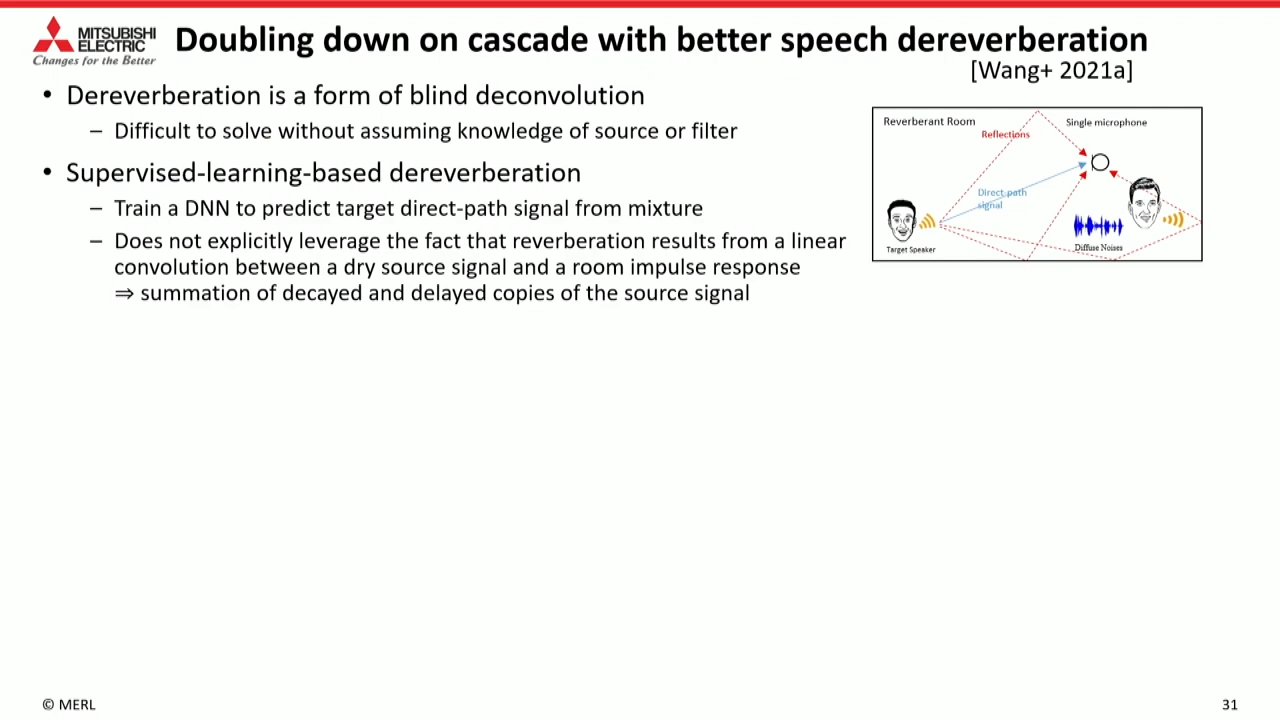 MITSUBISHI
ELECTRIC
Changes for the Better
Doubling down on cascade with better speech dereverberation
[Wang+ 2021a]
• Dereverberation is a form of blind deconvolution
– Difficult to solve without assuming knowledge of source or filter
• Supervised-learning-based dereverberation
– Train a DNN to predict target direct-path signal from mixture
– Does not explicitly leverage the fact that reverberation results from a linear
convolution between a dry source signal and a room impulse response
⇒ summation of decayed and delayed copies of the source signal
Reverberant Room
Single microphone
Reflections
Direct path
signal
Target Speaker
Diffuse Noises
© MERL
31